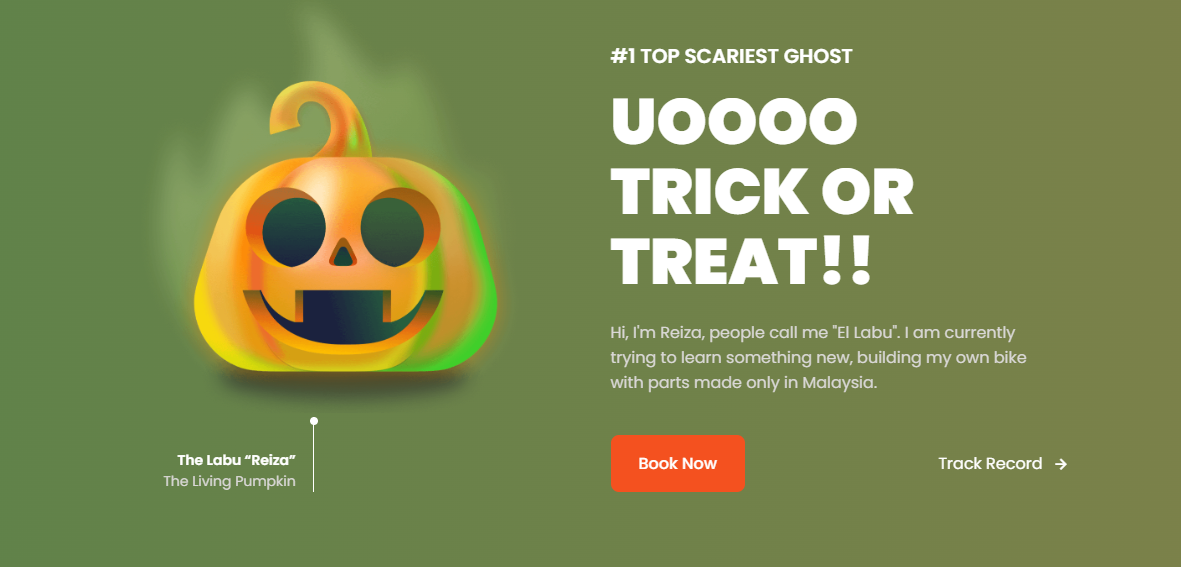 #1 TOP SCARIEST GHOST
UOOOO
TRICK OR
TREAT!!
Hi, I'm Reiza, people call me "El Labu". I am currently
trying to learn something new, building my own bike
with parts made only in Malaysia.
Book Now
Track Record →
The Labu “Reiza”
The Living Pumpkin